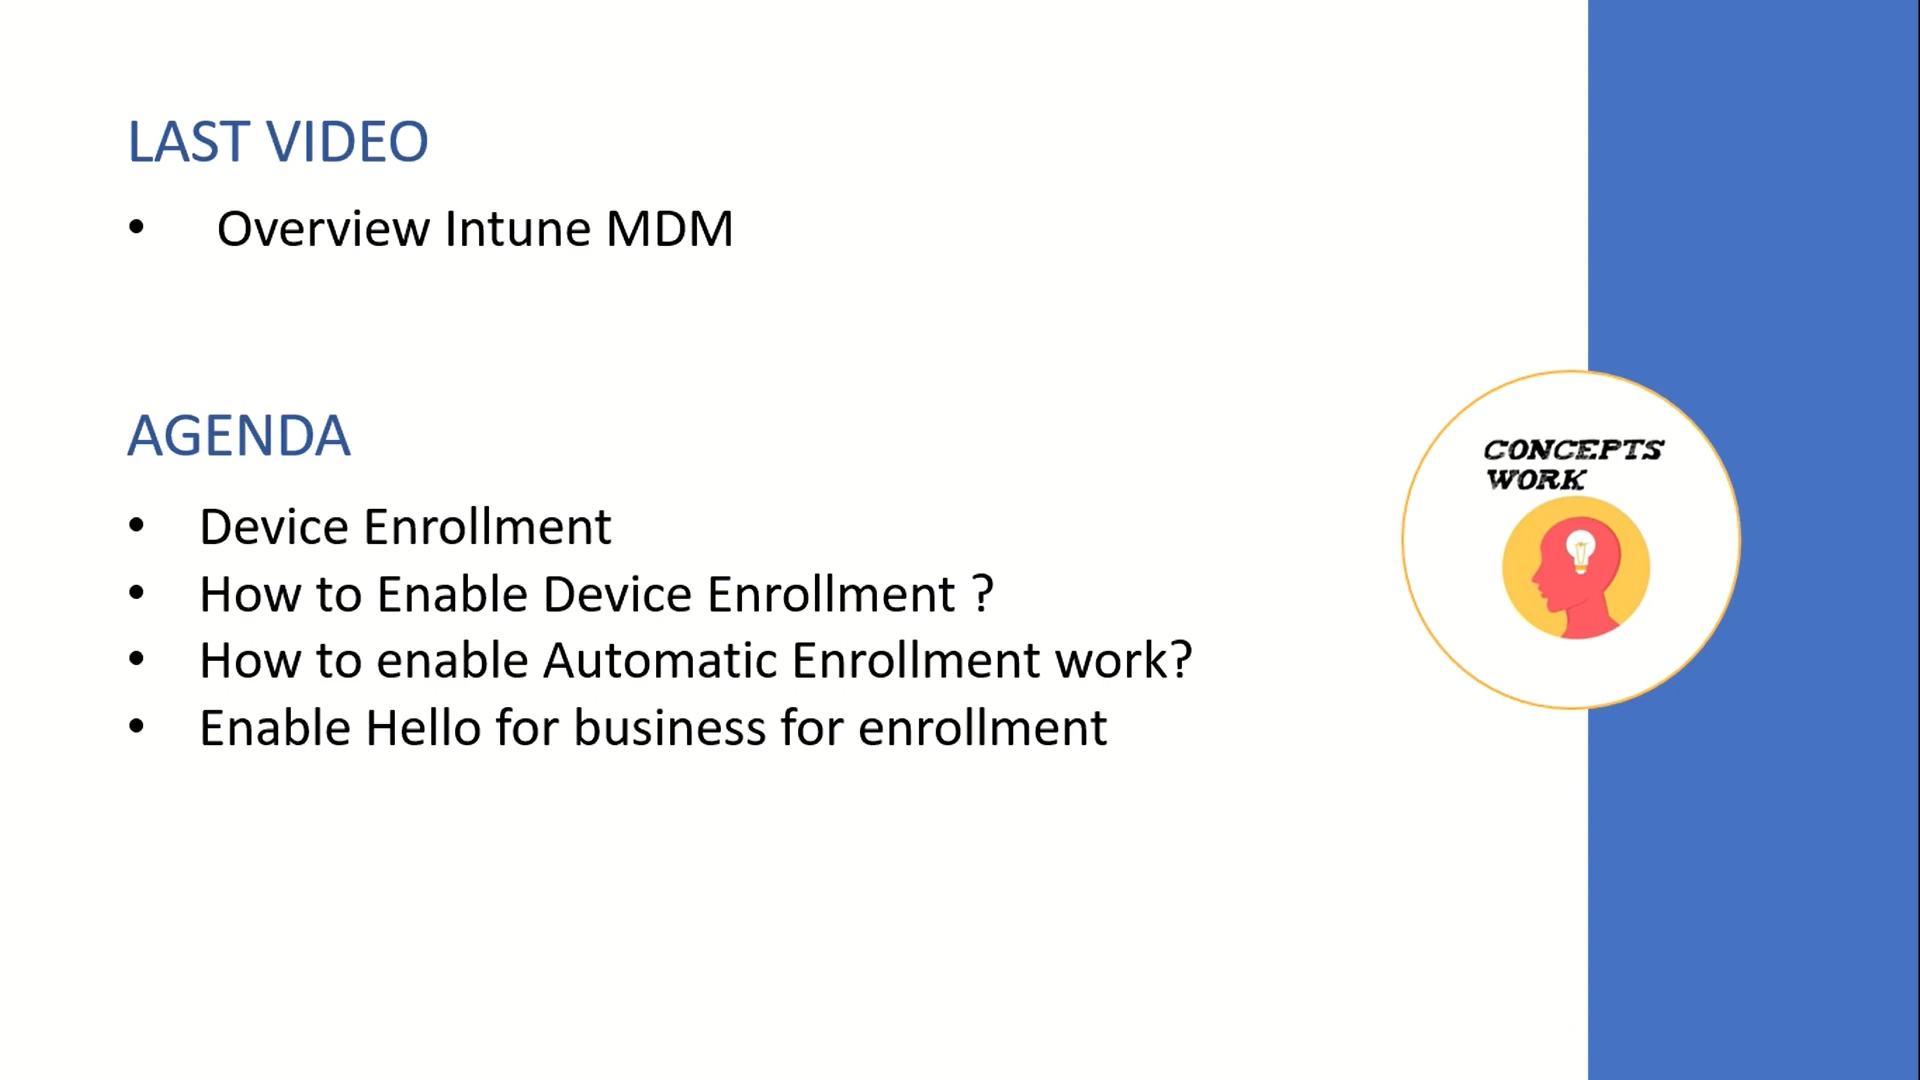 LAST VIDEO
• Overview Intune MDM
AGENDA
• Device Enrollment
• How to Enable Device Enrollment ?
• How to enable Automatic Enrollment work?
• Enable Hello for business for enrollment
CONCEPTS
WORK